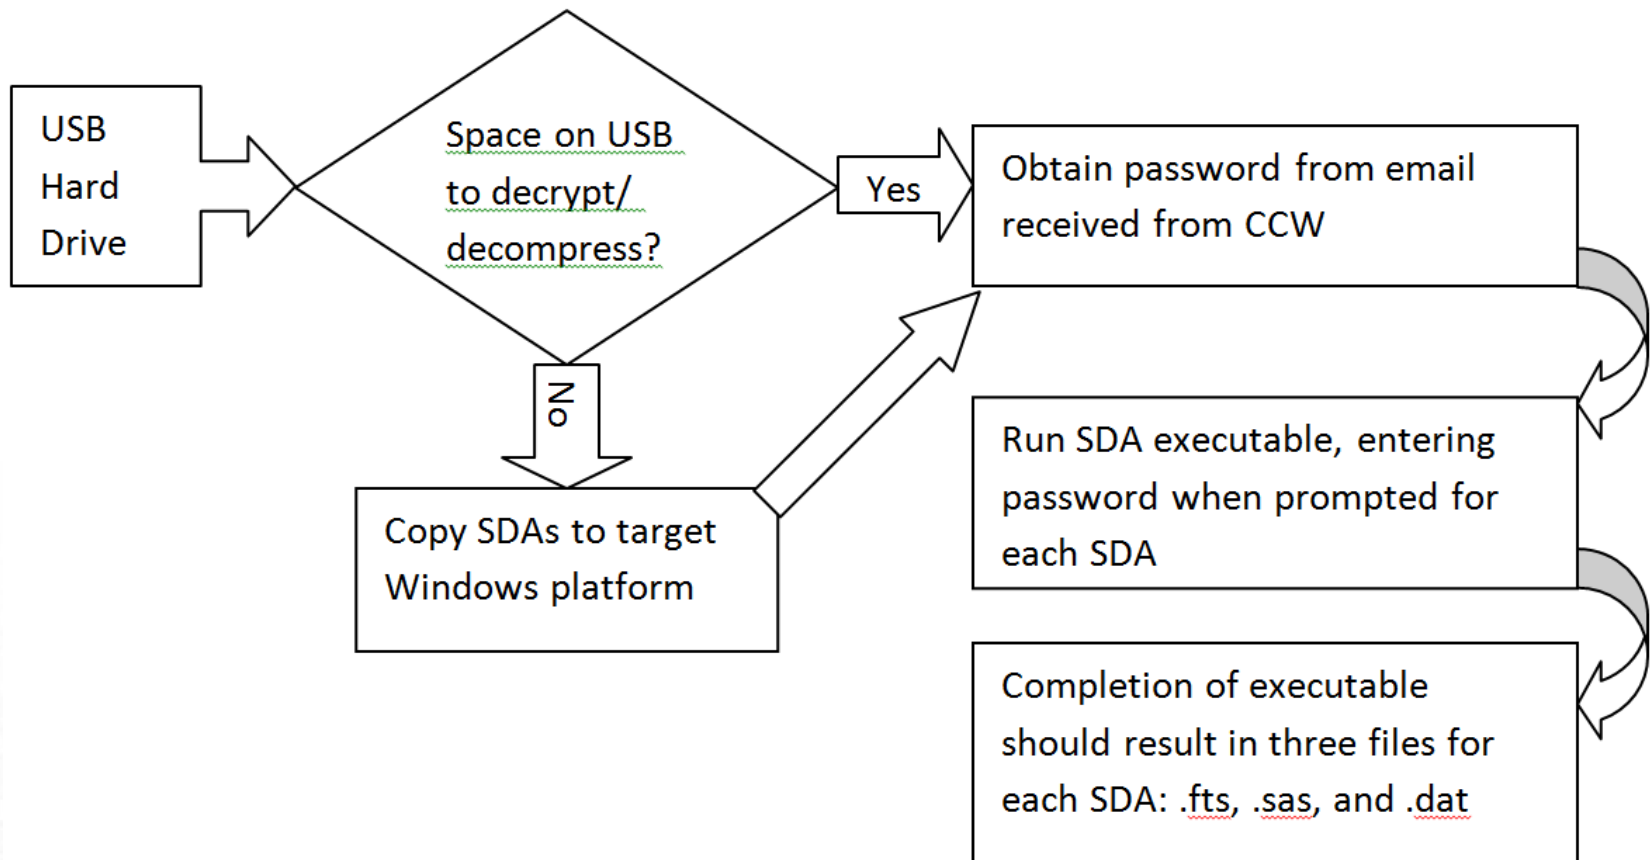 USB
Hard
Drive
Space on USB
to decrypt/
decompress?
Yes
No
Copy SDAs to target
Windows platform
Obtain password from email
received from CCW
Run SDA executable, entering
password when prompted for
each SDA
Completion of executable
should result in three files for
each SDA: .fts, .sas, and .dat